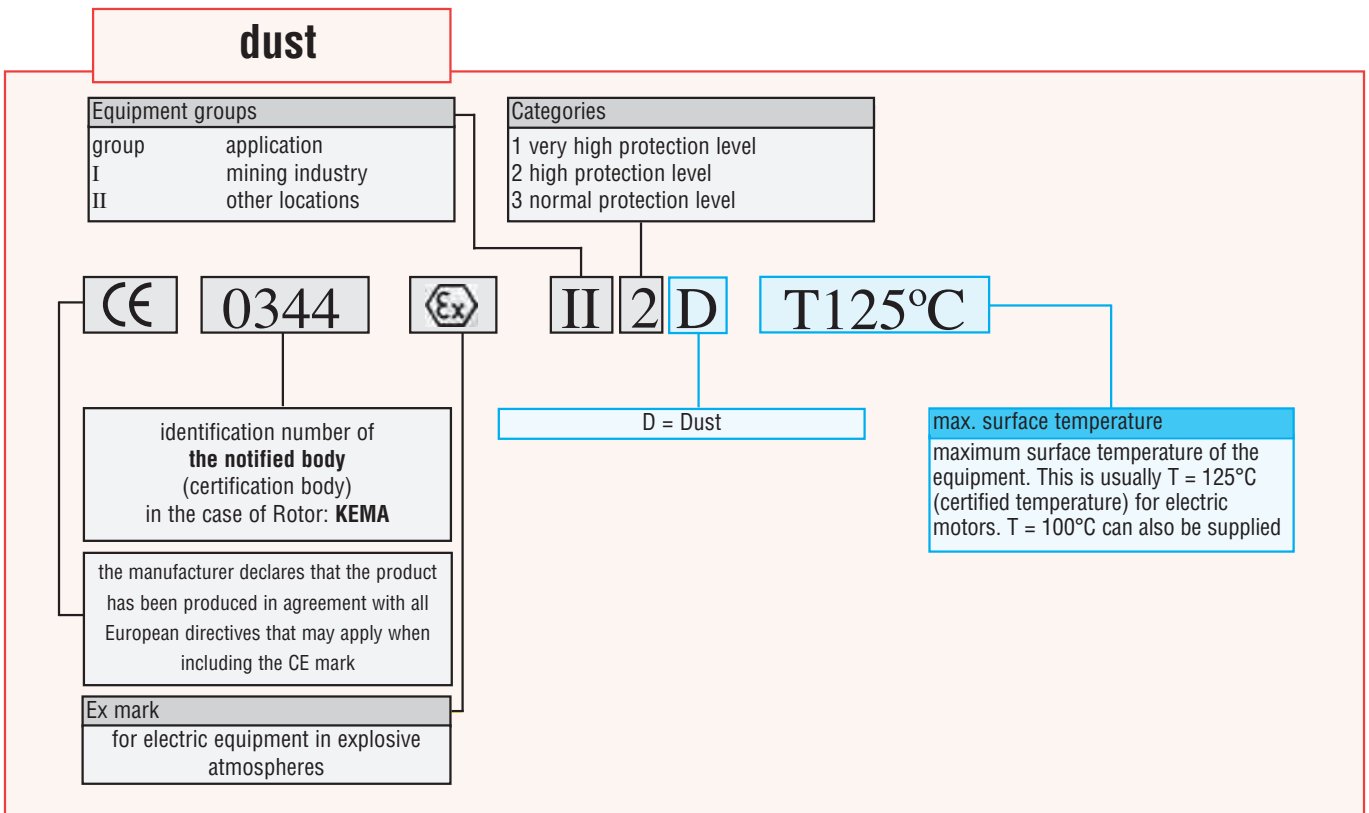 dust
Equipment groups
group application
I mining industry
II other locations
Categories
1 very high protection level
2 high protection level
3 normal protection level
CE 0344 Ex II 2 D T125ºC
identification number of
the notified body
(certification body)
in the case of Rotor: KEMA
D = Dust
max. surface temperature
maximum surface temperature of the
equipment. This is usually T = 125°C
(certified temperature) for electric
motors. T = 100°C can also be supplied
the manufacturer declares that the product
has been produced in agreement with all
European directives that may apply when
including the CE mark
Ex mark
for electric equipment in explosive
atmospheres